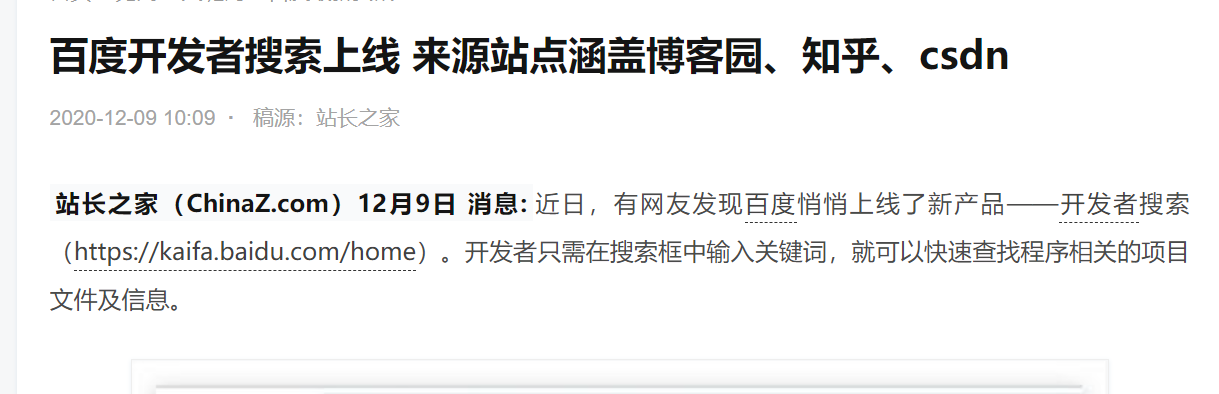 百度开发者搜索上线 来源站点涵盖博客园、知乎、csdn
2020-12-09 10:09 · 稿源：站长之家
站长之家（ChinaZ.com）12月9日 消息:近日，有网友发现百度悄悄上线了新产品——开发者搜索
（https://kaifa.baidu.com/home）。开发者只需在搜索框中输入关键词，就可以快速查找程序相关的项目
文件及信息。